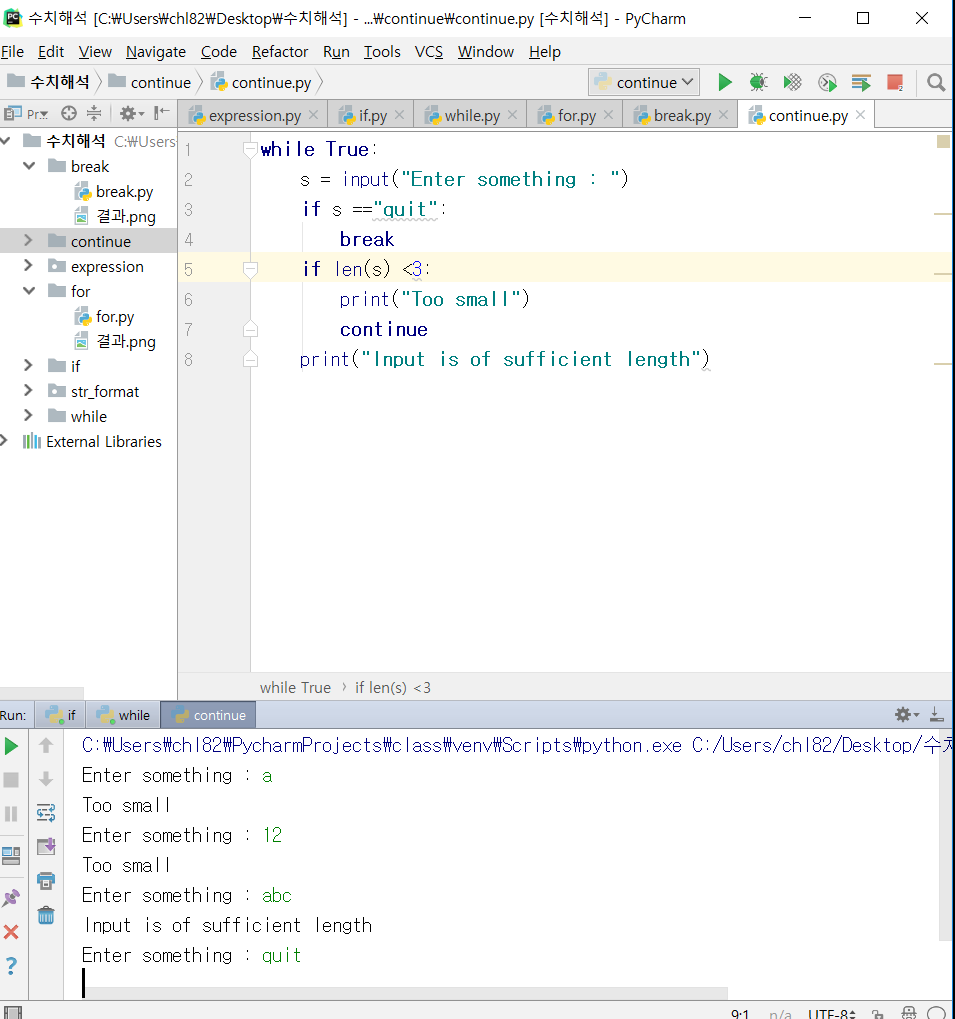 수치해석 [C:₩Users₩chl82₩Desktop₩수치해석] - ...₩continue₩continue.py [수치해석] - PyCharm
File Edit View Navigate Code Refactor Run Tools VCS Window Help
수치해석 continue continue.py continue
Pr expression.py if.py while.py for.py break.py continue.py
수치해석 C:₩Users
break
break.py
결과.png
continue
expression
for
for.py
결과.png
if
str_format
while
External Libraries
1 while True:
2 s = input("Enter something : ")
3 if s =="quit":
4 break
5 if len(s) <3:
6 print("Too small")
7 continue
8 print("Input is of sufficient length")
while True › if len(s) <3
Run: if while continue
C:₩Users₩chl82₩PycharmProjects₩class₩venv₩Scripts₩python.exe C:/Users/chl82/Desktop/수치
Enter something : a
Too small
Enter something : 12
Too small
Enter something : abc
Input is of sufficient length
Enter something : quit
9:1 n/a UTF-8